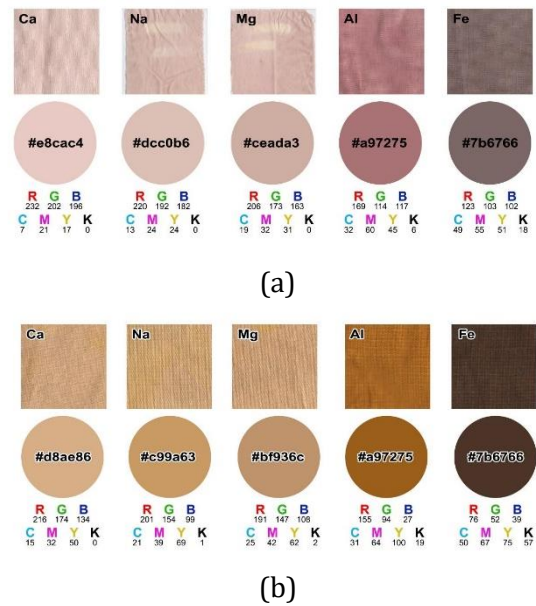 Ca Na Mg Al Fe
#e8cac4 #dcc0b6 #ceada3 #a97275 #7b6766
R G B R G B R G B R G B R G B
232 202 196 220 192 182 206 173 163 169 114 117 123 103 102
C M Y K C M Y K C M Y K C M Y K C M Y K
7 21 17 0 13 24 24 0 19 32 31 0 32 60 45 6 49 55 51 18
(a)
Ca Na Mg Al Fe
#d8ae86 #c99a63 #bf936c #a97275 #7b6766
R G B R G B R G B R G B R G B
216 174 134 201 154 99 191 147 108 155 94 27 76 52 39
C M Y K C M Y K C M Y K C M Y K C M Y K
15 32 50 0 21 39 69 1 25 42 62 2 31 64 100 19 50 67 75 57
(b)